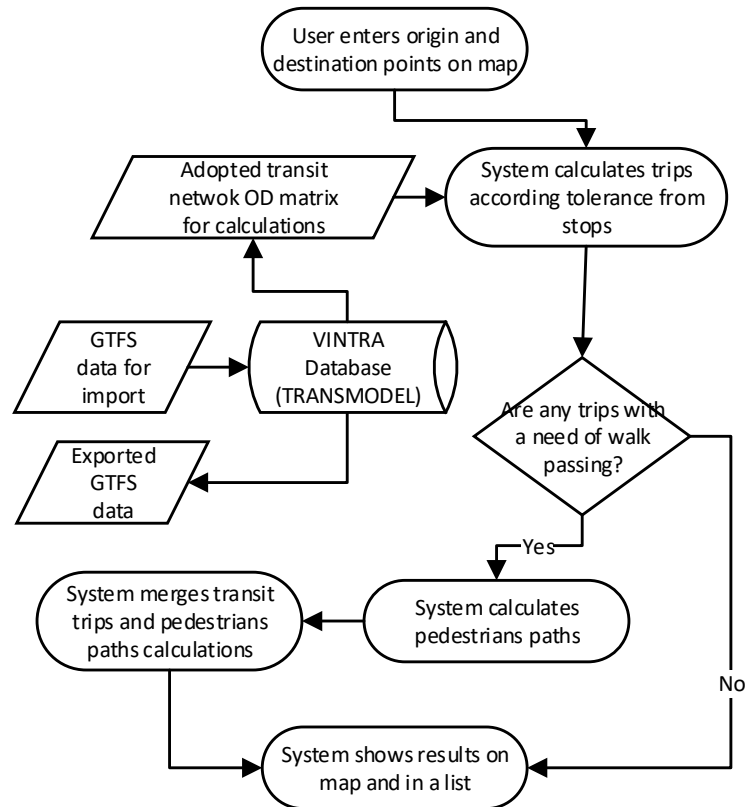 User enters origin and
destination points on map
Adopted transit
netwok OD matrix
for calculations
System calculates trips
according tolerance from
stops
GTFS
data for
import
VINTRA
Database
(TRANSMODEL)
Are any trips with
a need of walk
passing?
Exported
GTFS
data
Yes
System merges transit
trips and pedestrians
paths calculations
System calculates
pedestrians paths
No
System shows results on
map and in a list